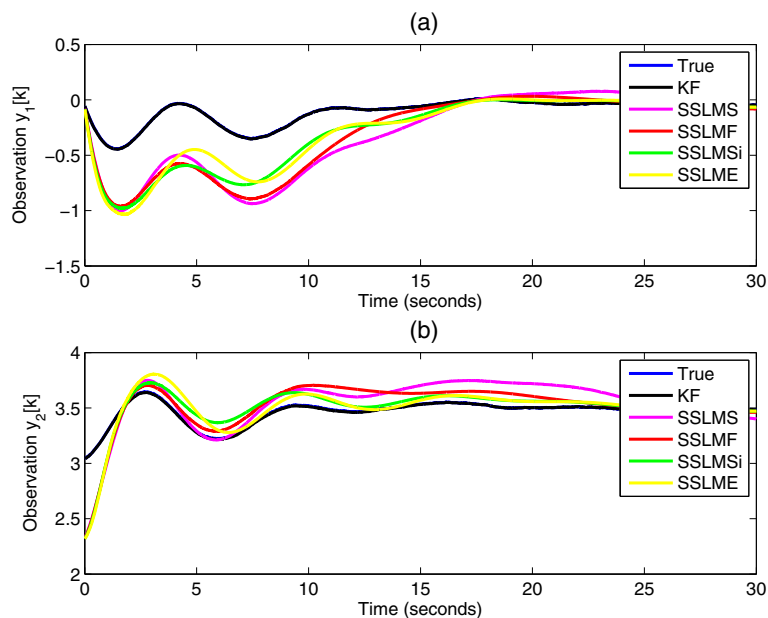 (a)
0.5
0
−0.5
−1
−1.5
Observation y1[k]
0
5
10
15
20
25
30
Time (seconds)
True
KF
SSLMS
SSLMF
SSLMSi
SSLME
(b)
4
3.5
3
2.5
2
Observation y2[k]
0
5
10
15
20
25
30
Time (seconds)
True
KF
SSLMS
SSLMF
SSLMSi
SSLME